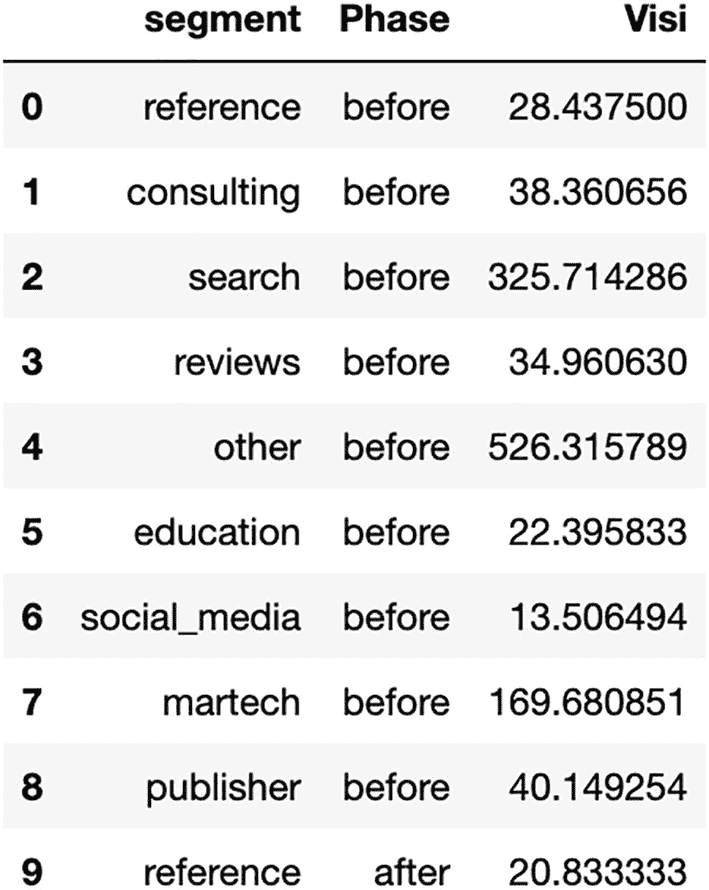 segment Phase Visi
0 reference before 28.437500
1 consulting before 38.360656
2 search before 325.714286
3 reviews before 34.960630
4 other before 526.315789
5 education before 22.395833
6 social_media before 13.506494
7 martech before 169.680851
8 publisher before 40.149254
9 reference after 20.833333